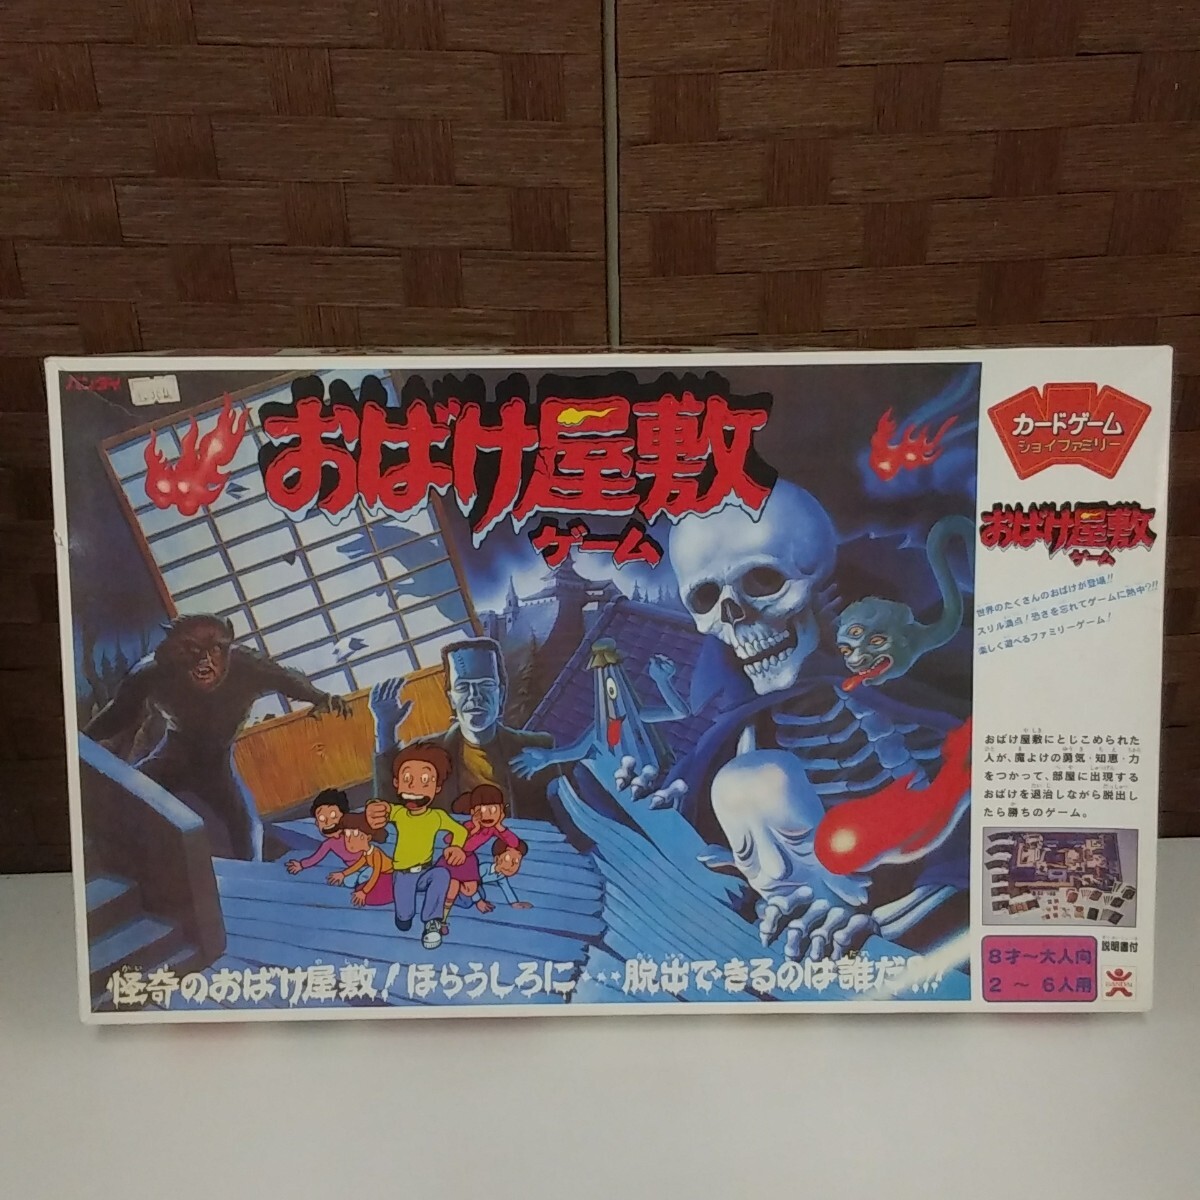 バンダイ
おばけ屋敷
ゲーム
怪奇のおばけ屋敷!ほらうしろに・・・脱出できるのは誰だ?!!
カードゲーム
ジョイファミリー
おばけ屋敷
ゲーム
世界のたくさんのおばけが登場!!
スリル満点!恐さを忘れてゲームに熱中?!!
楽しく遊べるファミリーゲーム!
おばけ屋敷にとじこめられた
人が、魔よけの勇気・知恵・力
をつかって、部屋に出現する
おばけを退治しながら脱出し
たら勝ちのゲーム。
8才~大人向
2 ~ 6人用
説明書付
BANDAI